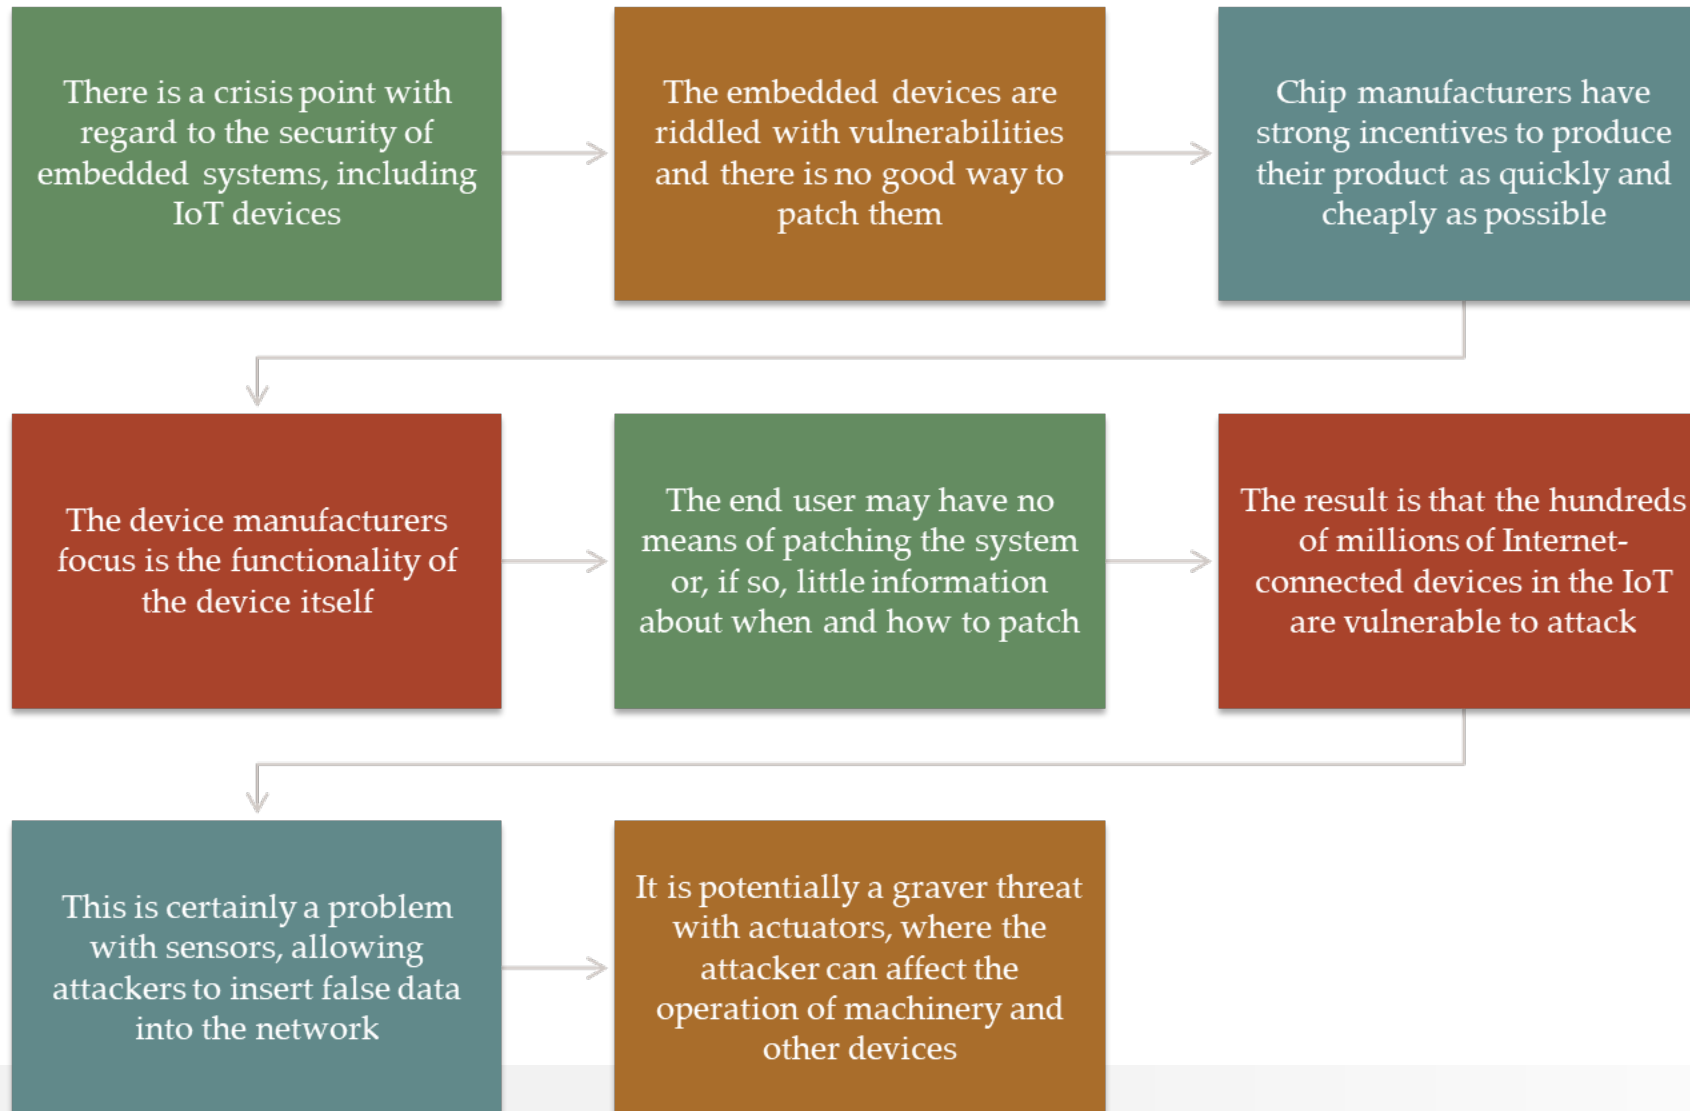 There is a crisis point with
regard to the security of
embedded systems, including
IoT devices
The embedded devices are
riddled with vulnerabilities
and there is no good way to
patch them
Chip manufacturers have
strong incentives to produce
their product as quickly and
cheaply as possible
The device manufacturers
focus is the functionality of
the device itself
The end user may have no
means of patching the system
or, if so, little information
about when and how to patch
The result is that the hundreds
of millions of Internet-
connected devices in the IoT
are vulnerable to attack
This is certainly a problem
with sensors, allowing
attackers to insert false data
into the network
It is potentially a graver threat
with actuators, where the
attacker can affect the
operation of machinery and
other devices